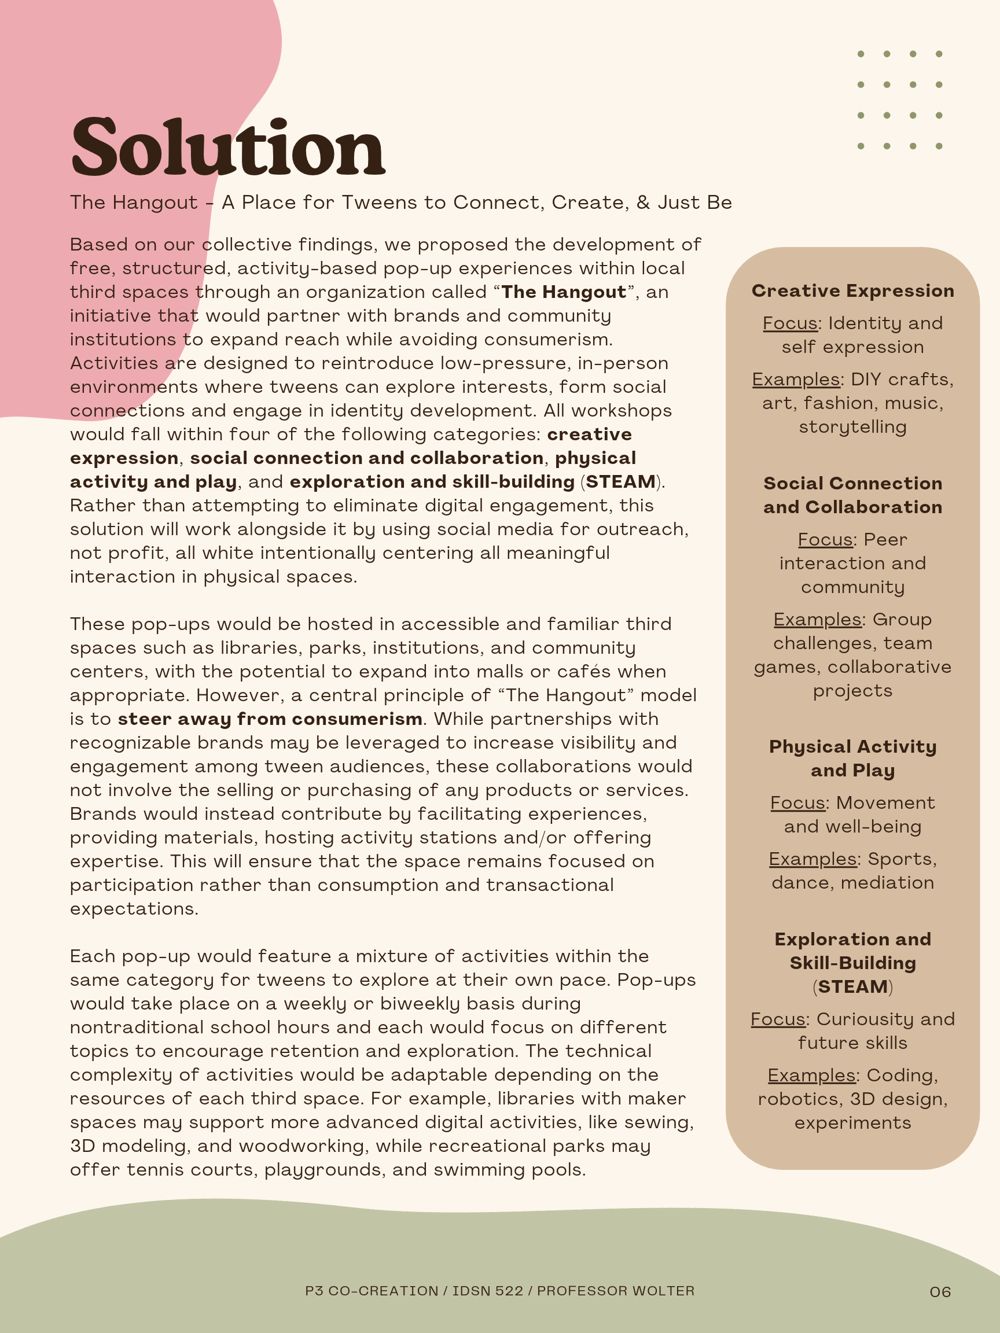 Solution
The Hangout – A Place for Tweens to Connect, Create, & Just Be
Based on our collective findings, we proposed the development of
free, structured, activity-based pop-up experiences within local
third spaces through an organization called “The Hangout”, an
initiative that would partner with brands and community
institutions to expand reach while avoiding consumerism.
Activities are designed to reintroduce low-pressure, in-person
environments where tweens can explore interests, form social
connections and engage in identity development. All workshops
would fall within four of the following categories: creative
expression, social connection and collaboration, physical
activity and play, and exploration and skill-building (STEAM).
Rather than attempting to eliminate digital engagement, this
solution will work alongside it by using social media for outreach,
not profit, all white intentionally centering all meaningful
interaction in physical spaces.
These pop-ups would be hosted in accessible and familiar third
spaces such as libraries, parks, institutions, and community
centers, with the potential to expand into malls or cafés when
appropriate. However, a central principle of “The Hangout” model
is to steer away from consumerism. While partnerships with
recognizable brands may be leveraged to increase visibility and
engagement among tween audiences, these collaborations would
not involve the selling or purchasing of any products or services.
Brands would instead contribute by facilitating experiences,
providing materials, hosting activity stations and/or offering
expertise. This will ensure that the space remains focused on
participation rather than consumption and transactional
expectations.
Each pop-up would feature a mixture of activities within the
same category for tweens to explore at their own pace. Pop-ups
would take place on a weekly or biweekly basis during
nontraditional school hours and each would focus on different
topics to encourage retention and exploration. The technical
complexity of activities would be adaptable depending on the
resources of each third space. For example, libraries with maker
spaces may support more advanced digital activities, like sewing,
3D modeling, and woodworking, while recreational parks may
offer tennis courts, playgrounds, and swimming pools.
Creative Expression
Focus: Identity and
self expression
Examples: DIY crafts,
art, fashion, music,
storytelling
Social Connection
and Collaboration
Focus: Peer
interaction and
community
Examples: Group
challenges, team
games, collaborative
projects
Physical Activity
and Play
Focus: Movement
and well-being
Examples: Sports,
dance, mediation
Exploration and
Skill-Building
(STEAM)
Focus: Curiousity and
future skills
Examples: Coding,
robotics, 3D design,
experiments
P3 CO-CREATION / IDSN 522 / PROFESSOR WOLTER
06